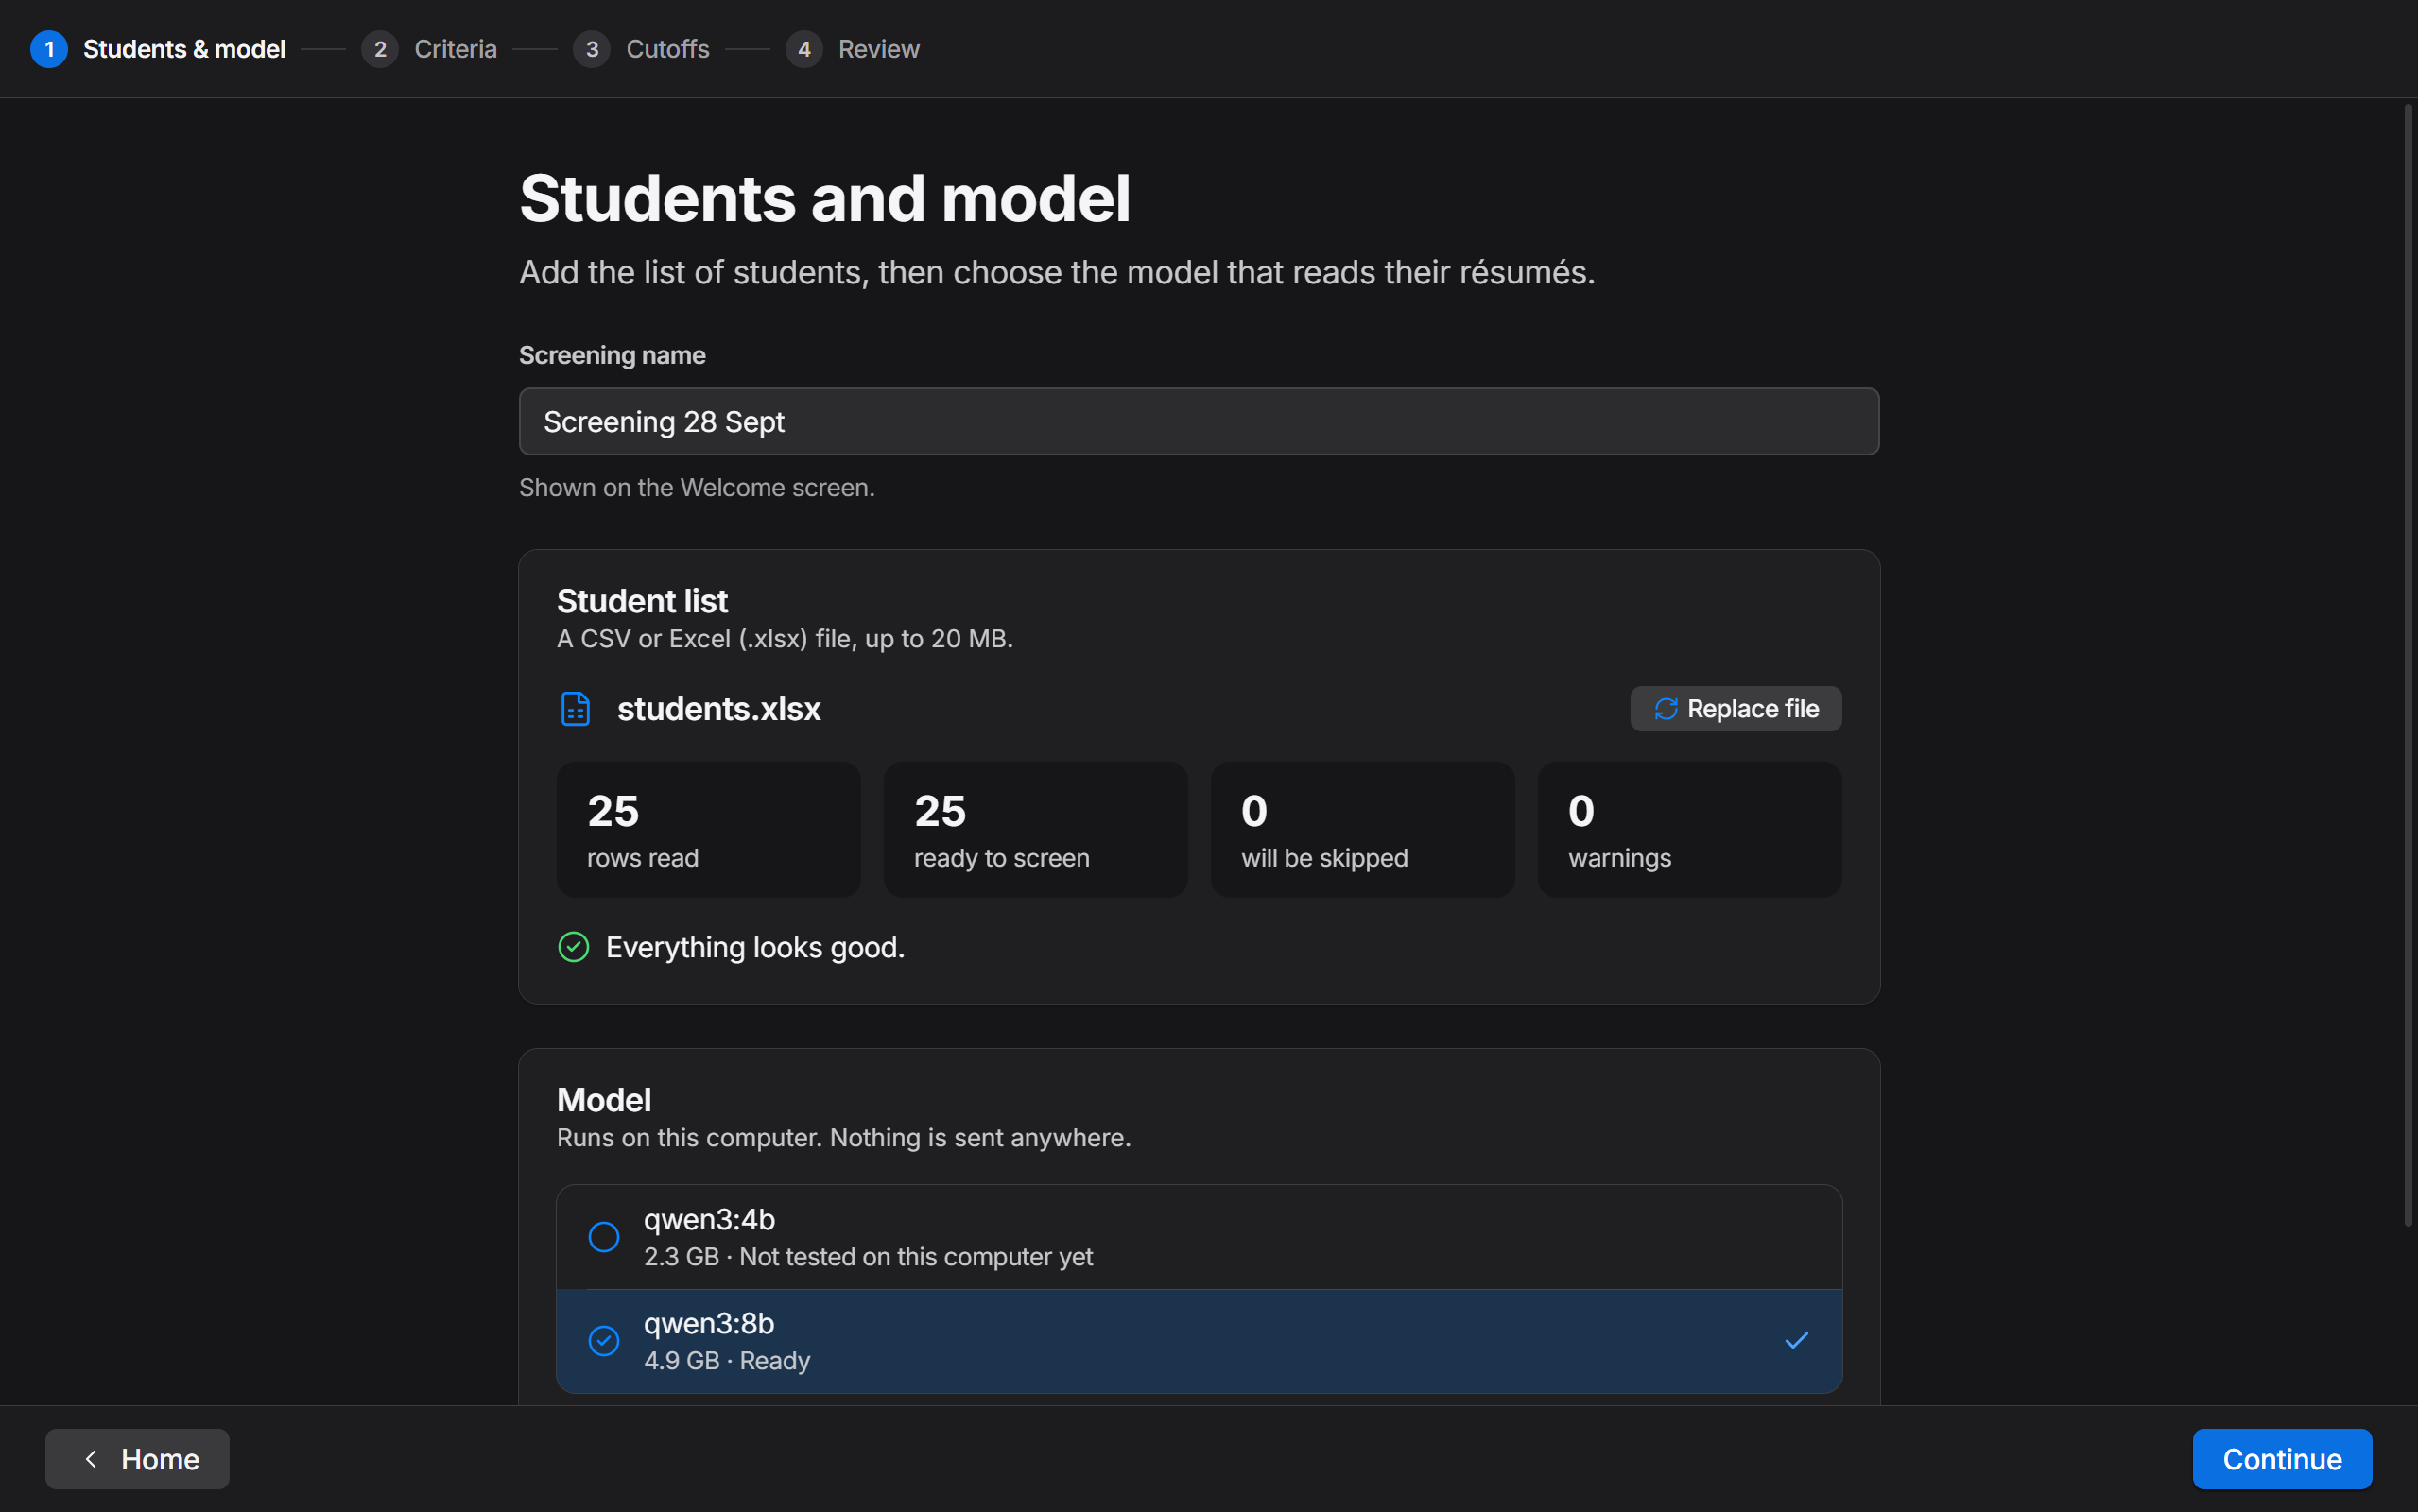 1 Students & model 2 Criteria 3 Cutoffs 4 Review
Students and model
Add the list of students, then choose the model that reads their résumés.
Screening name
Screening 28 Sept
Shown on the Welcome screen.
Student list
A CSV or Excel (.xlsx) file, up to 20 MB.
students.xlsx Replace file
25 25 0 0
rows read ready to screen will be skipped warnings
Everything looks good.
Model
Runs on this computer. Nothing is sent anywhere.
qwen3:4b
2.3 GB · Not tested on this computer yet
qwen3:8b
4.9 GB · Ready
Home Continue